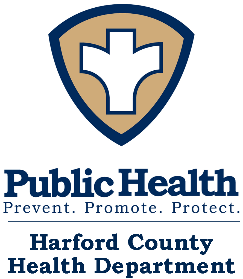 Public Health
Prevent. Promote. Protect.
Harford County
Health Department